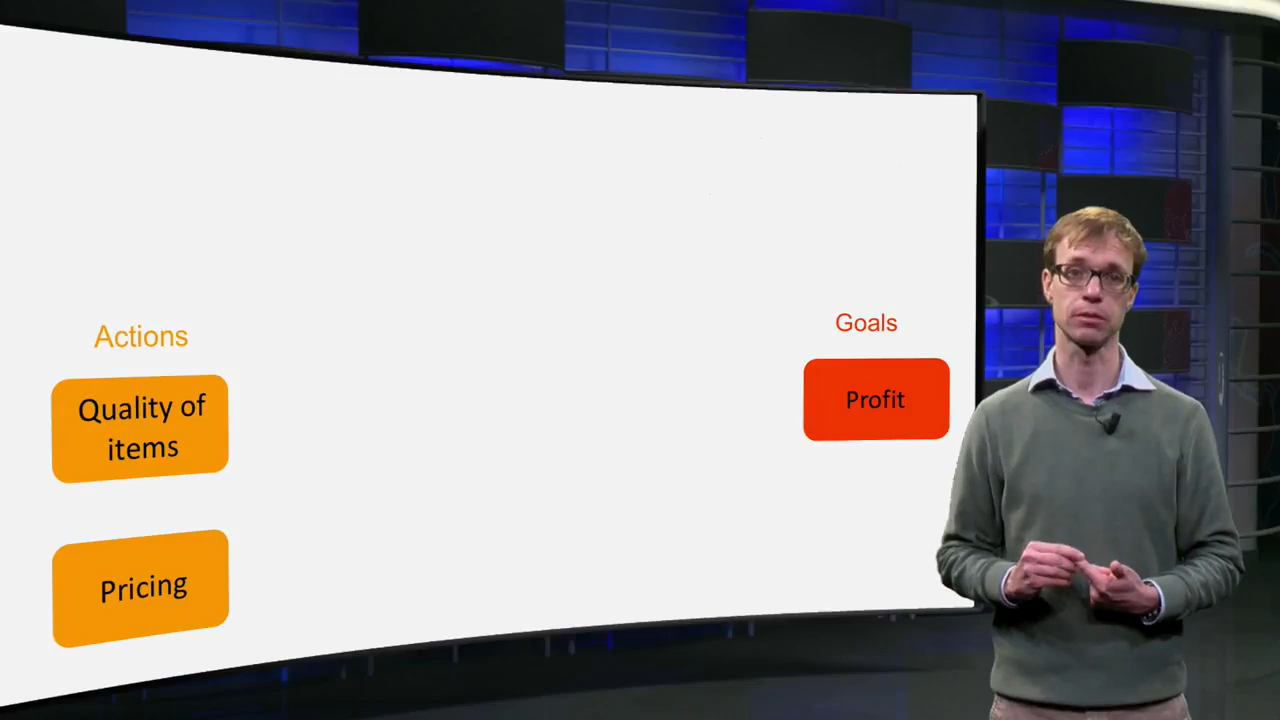 Actions
Quality of
items
Pricing
Goals
Profit